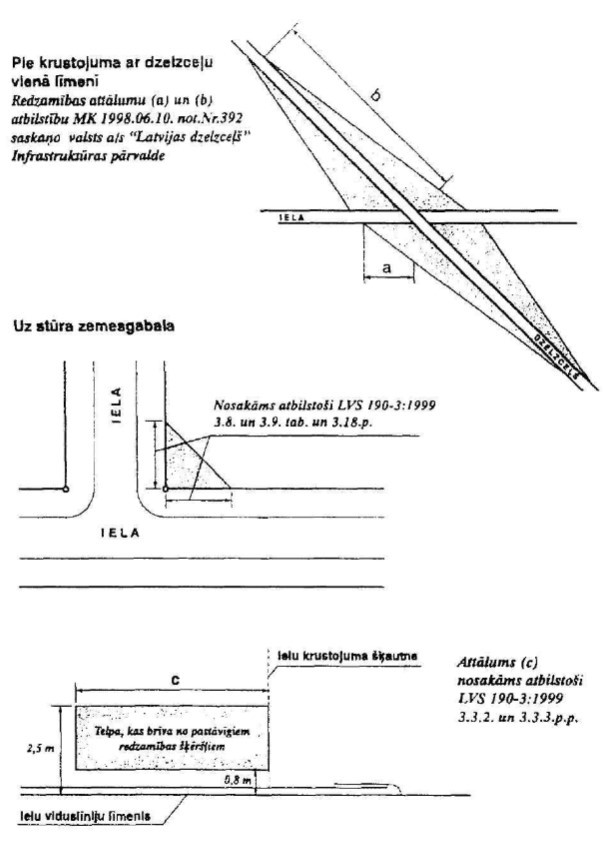 Pie krustojuma ar dzelzceļu
vienā līmenī
Redzamības attālumu (a) un (b)
atbilstību MK 1998.06.10. not.Nr.392
saskaņo valsts a/s “Latvijas dzelzceļš”
Infrastruktūras pārvalde
b
IELA
a
DZELZCEĻŠ
Uz stūra zemesgabala
IELA
Nosakāms atbilstoši LVS 190-3:1999
3.8. un 3.9. tab. un 3.18.p.
IELA
Ielu krustojuma šķautne
c
Attālums (c)
nosakāms atbilstoši
LVS 190-3:1999
3.3.2. un 3.3.3.p.p.
Telpa, kas brīva no pastāvīgiem
redzamības šķēršļiem
2,5 m
0,8 m
Ielu viduslīniju līmenis